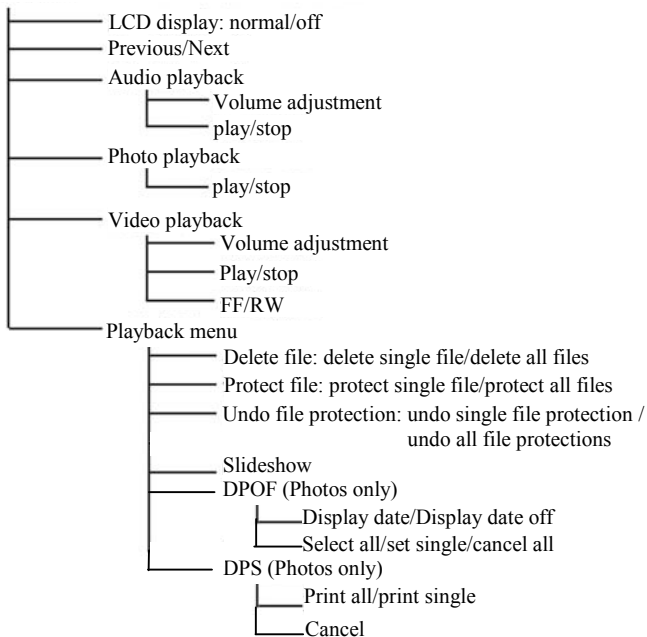 LCD display: normal/off
Previous/Next
Audio playback
Volume adjustment
play/stop
Photo playback
play/stop
Video playback
Volume adjustment
Play/stop
FF/RW
Playback menu
Delete file: delete single file/delete all files
Protect file: protect single file/protect all files
Undo file protection: undo single file protection /
undo all file protections
Slideshow
DPOF (Photos only)
Display date/Display date off
Select all/set single/cancel all
DPS (Photos only)
Print all/print single
Cancel